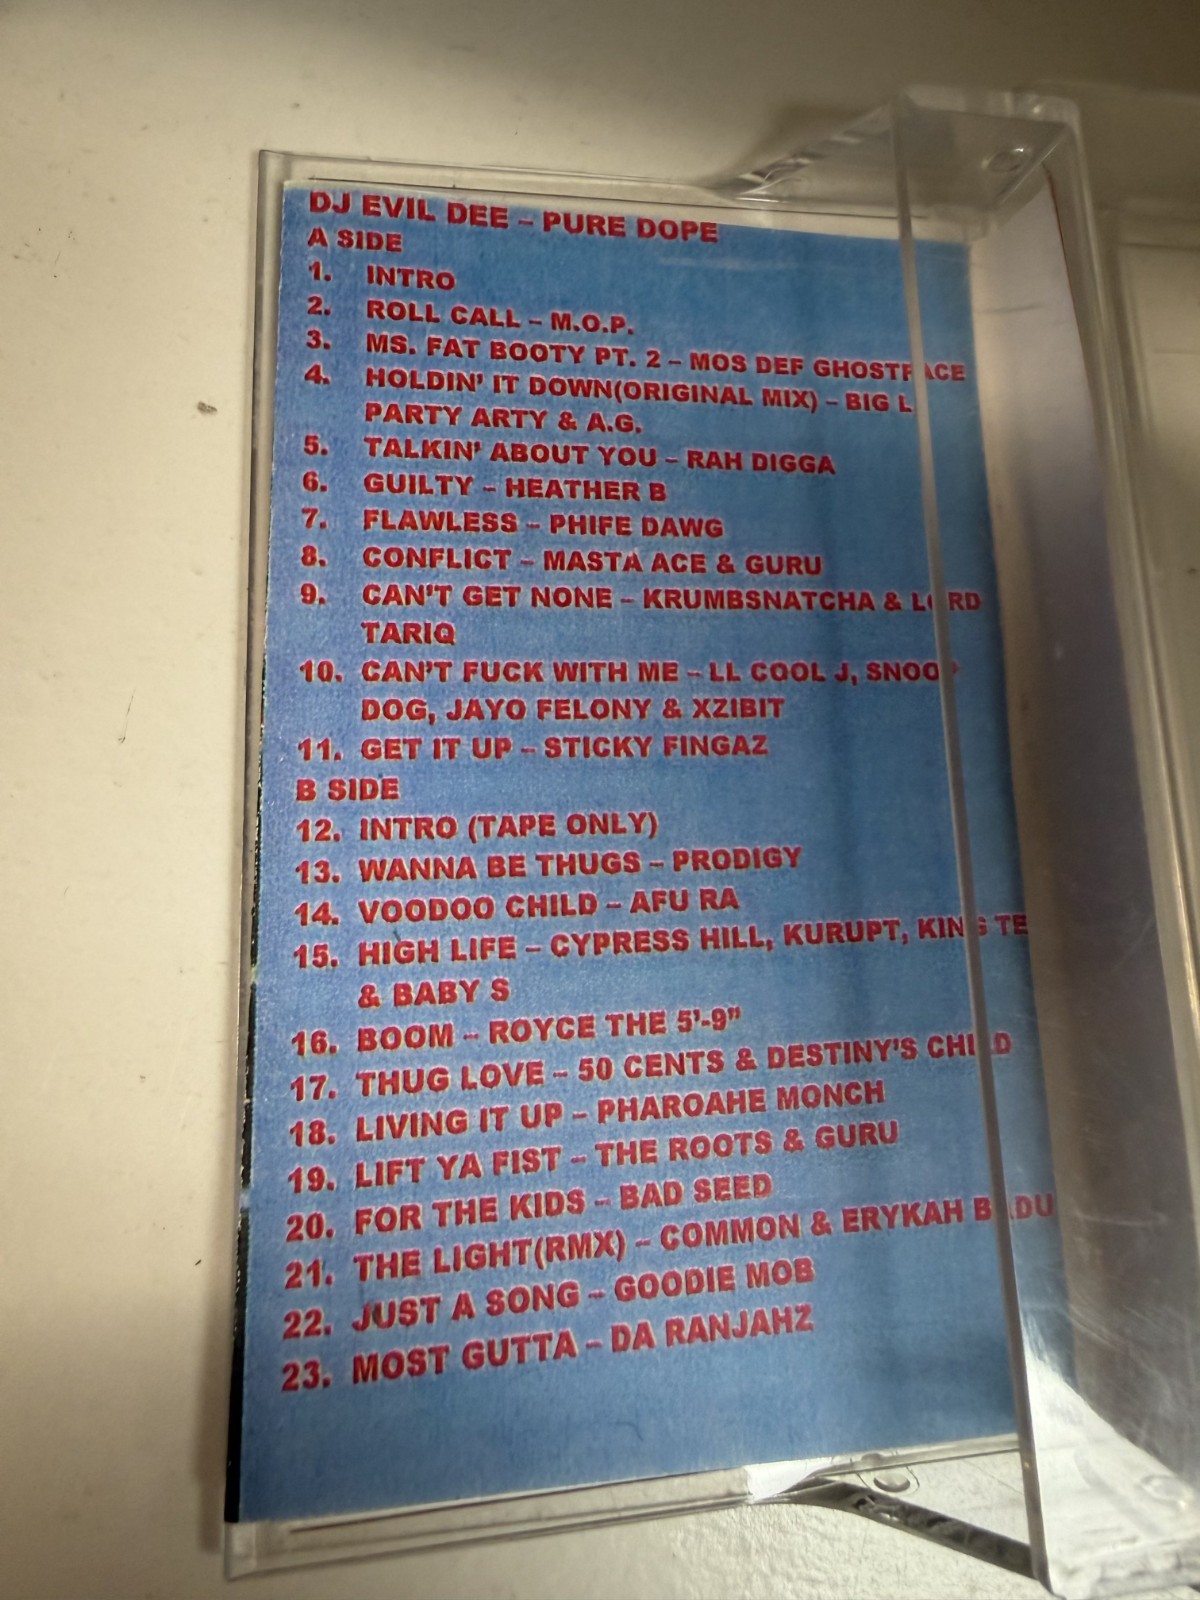 DJ EVIL DEE – PURE DOPE
A SIDE
1. INTRO
2. ROLL CALL – M.O.P.
3. MS. FAT BOOTY PT. 2 – MOS DEF GHOSTFACE
4. HOLDIN' IT DOWN(ORIGINAL MIX) – BIG L
PARTY ARTY & A.G.
5. TALKIN' ABOUT YOU – RAH DIGGA
6. GUILTY – HEATHER B
7. FLAWLESS – PHIFE DAWG
8. CONFLICT – MASTA ACE & GURU
9. CAN'T GET NONE – KRUMBSNATCHA & LORD
TARIQ
10. CAN'T FUCK WITH ME – LL COOL J, SNOOP
DOG, JAYO FELONY & XZIBIT
11. GET IT UP – STICKY FINGAZ
B SIDE
12. INTRO (TAPE ONLY)
13. WANNA BE THUGS – PRODIGY
14. VOODOO CHILD – AFU RA
15. HIGH LIFE – CYPRESS HILL, KURUPT, KING TE
& BABY S
16. BOOM – ROYCE THE 5'-9"
17. THUG LOVE – 50 CENTS & DESTINY'S CHILD
18. LIVING IT UP – PHAROAHE MONCH
19. LIFT YA FIST – THE ROOTS & GURU
20. FOR THE KIDS – BAD SEED
21. THE LIGHT(RMX) – COMMON & ERYKAH BADU
22. JUST A SONG – GOODIE MOB
23. MOST GUTTA – DA RANJAHZ